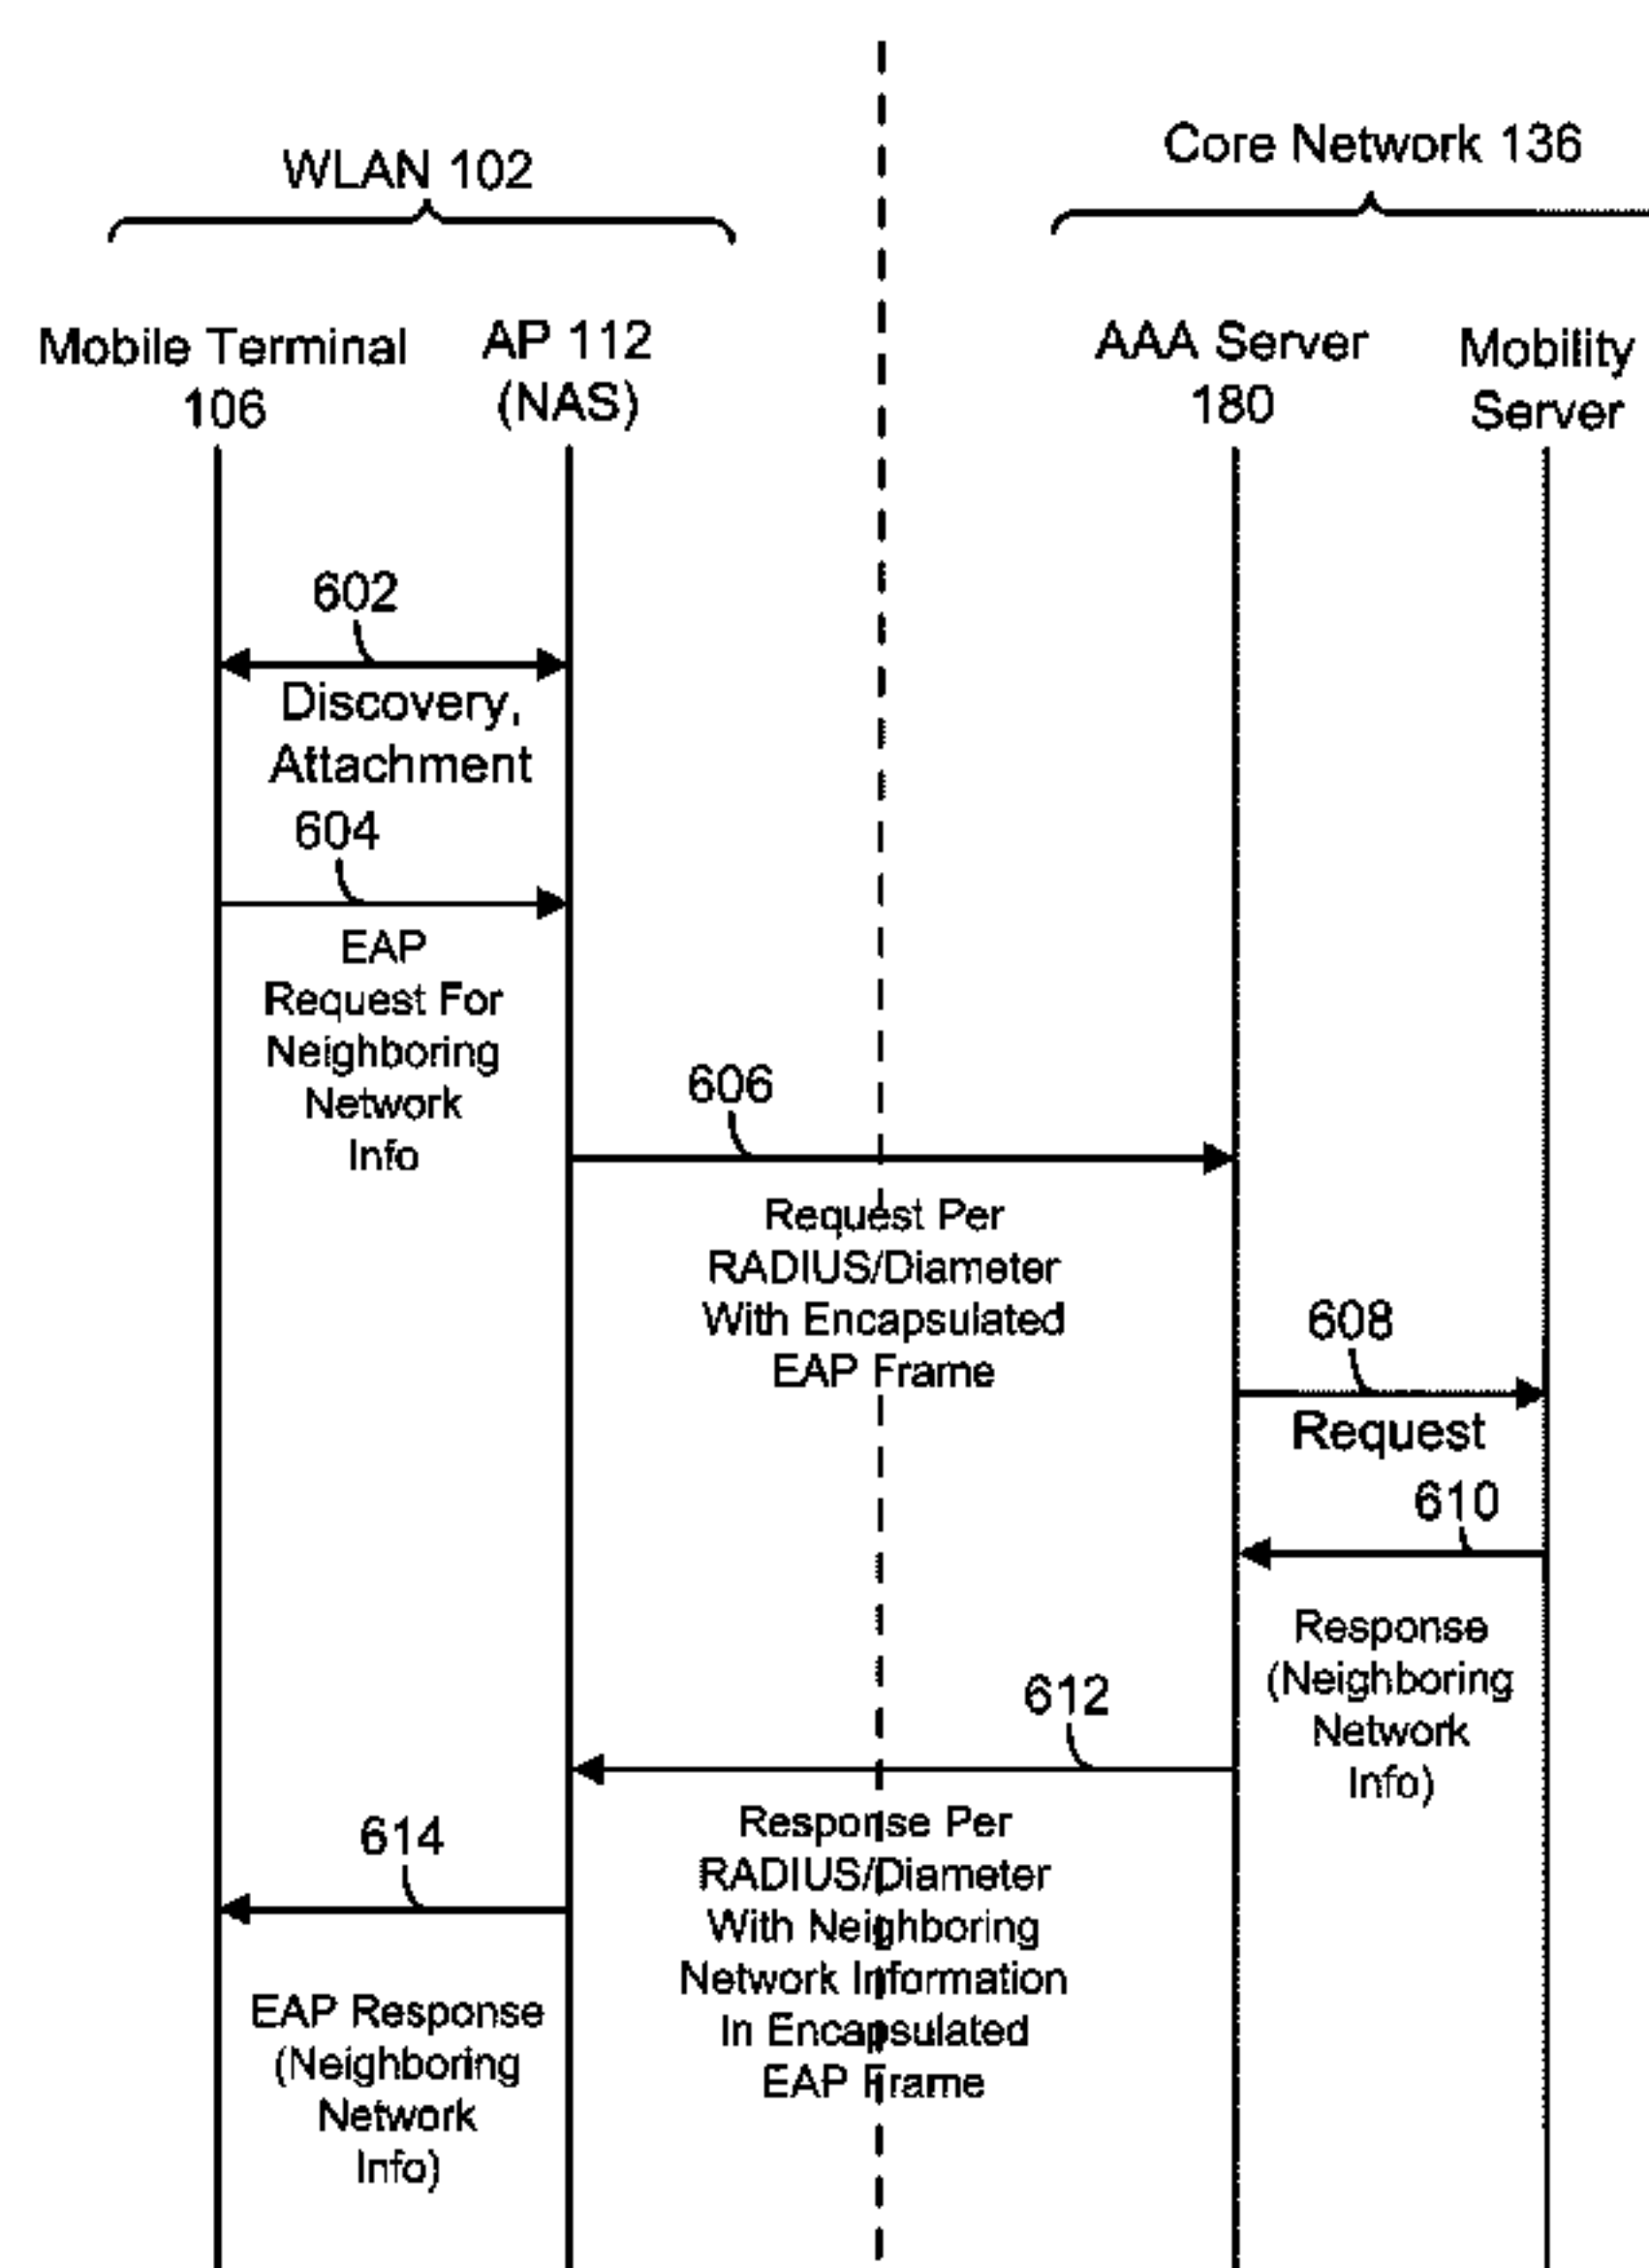 WLAN 102
Core Network 136
Mobile Terminal
106
AP 112
(NAS)
AAA Server
180
Mobility
Server
602
Discovery,
Attachment
604
EAP
Request For
Neighboring
Network
Info
606
Request Per
RADIUS/Diameter
With Encapsulated
EAP Frame
608
Request
610
Response
(Neighboring
Network
Info)
612
Response Per
RADIUS/Diameter
With Neighboring
Network Information
In Encapsulated
EAP Frame
614
EAP Response
(Neighboring
Network
Info)